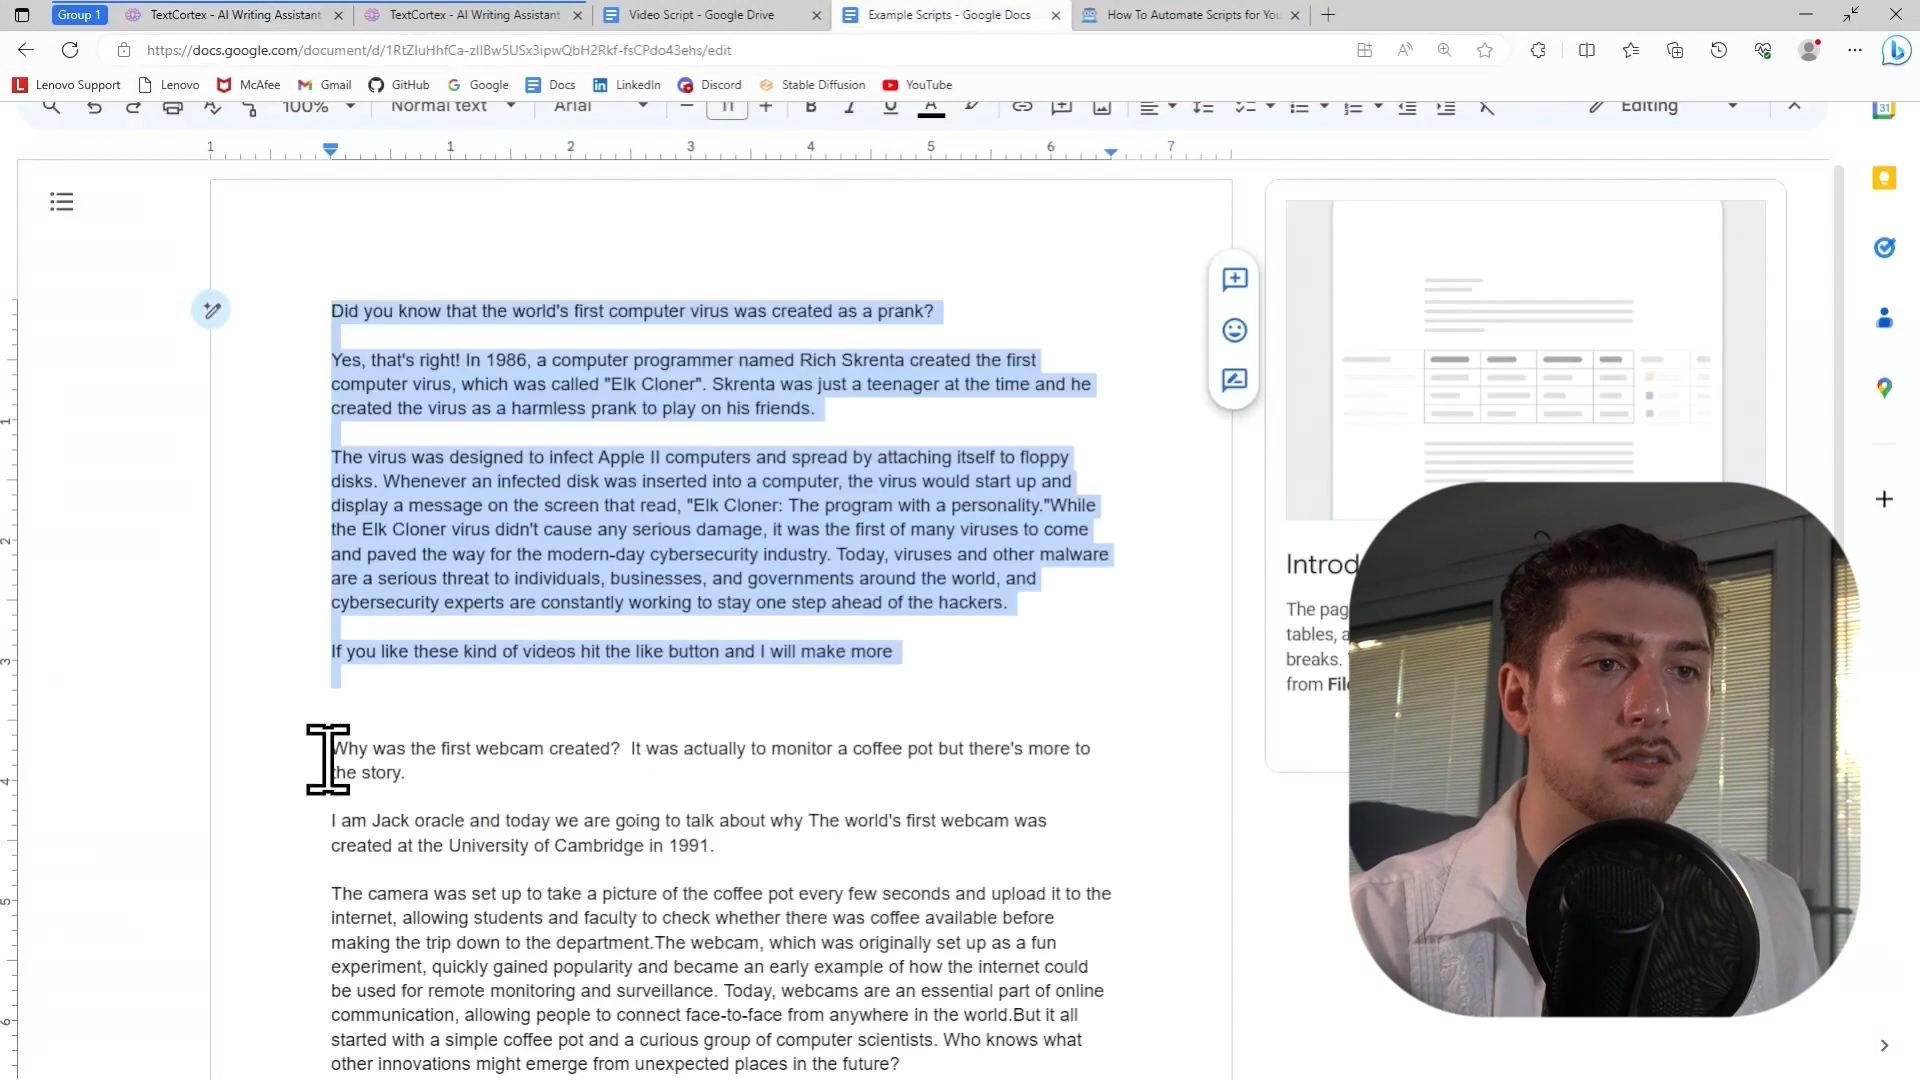 Group 1
TextCortex - AI Writing Assistant
TextCortex - AI Writing Assistant
Video Script - Google Drive
Example Scripts - Google Docs
How To Automate Scripts for You
https://docs.google.com/document/d/1RtZIuHhfCa-zIIBw5USx3ipwQbH2Rkf-fsCPdo43ehs/edit
Lenovo Support
Lenovo
McAfee
Gmail
GitHub
Google
Docs
LinkedIn
Discord
Stable Diffusion
YouTube
100%
Normal text
Arial
11
Editing
31
1 1 2 3 4 5 6 7
Did you know that the world's first computer virus was created as a prank?
Yes, that's right! In 1986, a computer programmer named Rich Skrenta created the first
computer virus, which was called "Elk Cloner". Skrenta was just a teenager at the time and he
created the virus as a harmless prank to play on his friends.
The virus was designed to infect Apple II computers and spread by attaching itself to floppy
disks. Whenever an infected disk was inserted into a computer, the virus would start up and
display a message on the screen that read, "Elk Cloner: The program with a personality."While
the Elk Cloner virus didn't cause any serious damage, it was the first of many viruses to come
and paved the way for the modern-day cybersecurity industry. Today, viruses and other malware
are a serious threat to individuals, businesses, and governments around the world, and
cybersecurity experts are constantly working to stay one step ahead of the hackers.
If you like these kind of videos hit the like button and I will make more
Why was the first webcam created?  It was actually to monitor a coffee pot but there's more to
the story.
I am Jack oracle and today we are going to talk about why The world's first webcam was
created at the University of Cambridge in 1991.
The camera was set up to take a picture of the coffee pot every few seconds and upload it to the
internet, allowing students and faculty to check whether there was coffee available before
making the trip down to the department.The webcam, which was originally set up as a fun
experiment, quickly gained popularity and became an early example of how the internet could
be used for remote monitoring and surveillance. Today, webcams are an essential part of online
communication, allowing people to connect face-to-face from anywhere in the world.But it all
started with a simple coffee pot and a curious group of computer scientists. Who knows what
other innovations might emerge from unexpected places in the future?
1
2
3
4
5
6
Introd
The pag
tables, a
breaks.
from File